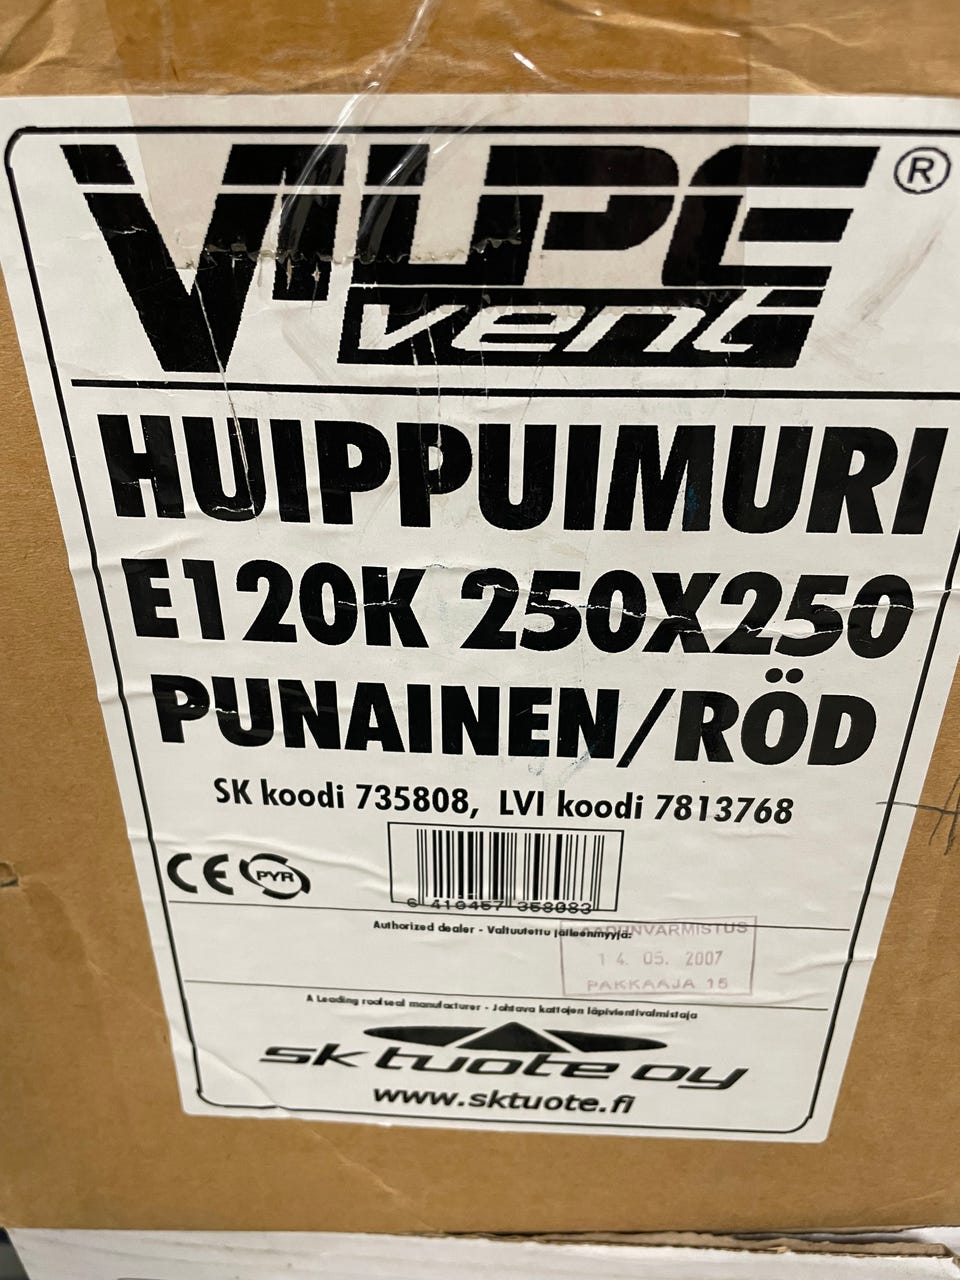 VILPE®
vent
HUIPPUIMURI
E120K 250X250
PUNAINEN/RÖD
SK koodi 735808, LVI koodi 7813768
CE PYR
6 410457 358083
Authorized dealer - Valtuutettu jälleenmyyjä:
LAADUNVARMISTUS
14. 05. 2007
PAKKAAJA 15
A Leading roofseal manufacturer - Johtava kattojen läpivientivalmistaja
sk tuote oy
www.sktuote.fi